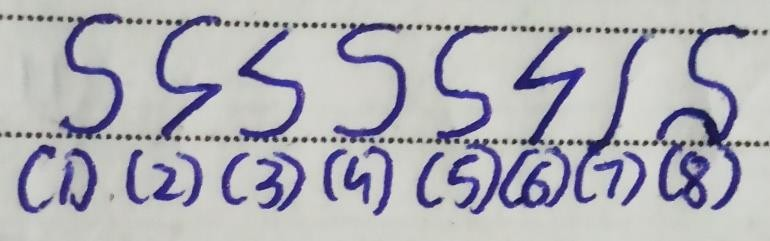 S S S S S S S S
(1) (2) (3) (4) (5) (6) (7) (8)